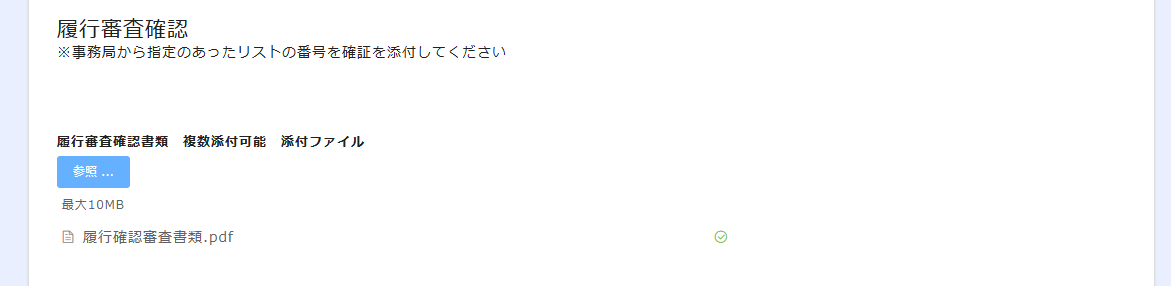 履行審査確認
※事務局から指定のあったリストの番号を確証を添付してください
履行審査確認書類　複数添付可能　添付ファイル
参照 ...
最大10MB
履行確認審査書類.pdf